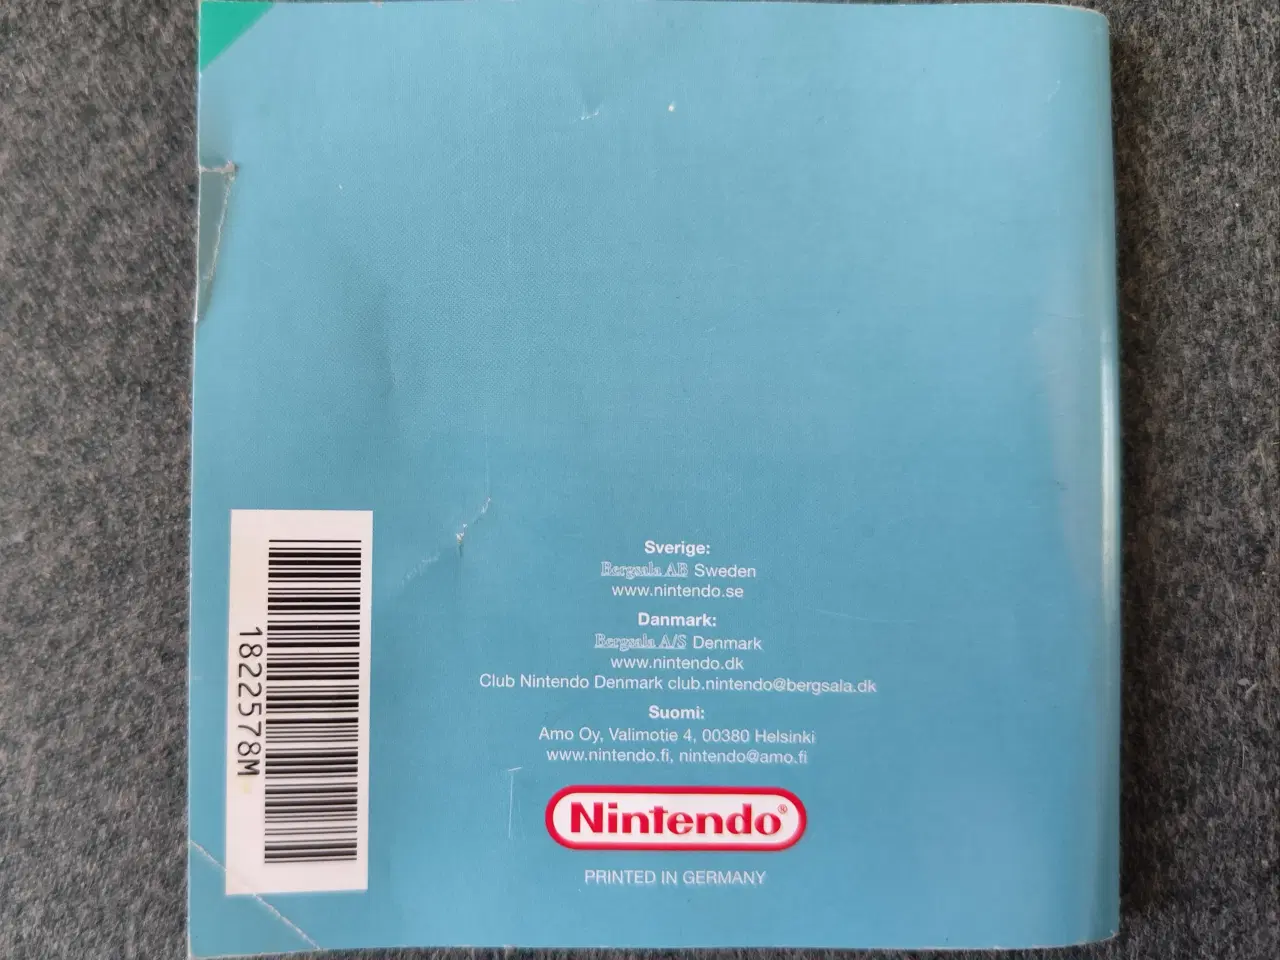 Sverige:
Bergsala AB Sweden
www.nintendo.se
Danmark:
Bergsala A/S Denmark
www.nintendo.dk
Club Nintendo Denmark club.nintendo@bergsala.dk
Suomi:
Amo Oy, Valimotie 4, 00380 Helsinki
www.nintendo.fi, nintendo@amo.fi
Nintendo®
PRINTED IN GERMANY
1822578M